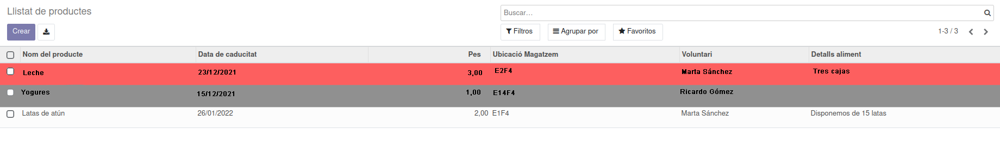 Llistat de productes
Buscar...
Crear
Filtros Agrupar por Favoritos 1-3 / 3
Nom del producte Data de caducitat Pes Ubicació Magatzem Voluntari Detalls aliment
Leche 23/12/2021 3,00 E2F4 Marta Sánchez Tres cajas
Yogures 15/12/2021 1,00 E14F4 Ricardo Gómez
Latas de atún 26/01/2022 2,00 E1F4 Marta Sánchez Disponemos de 15 latas